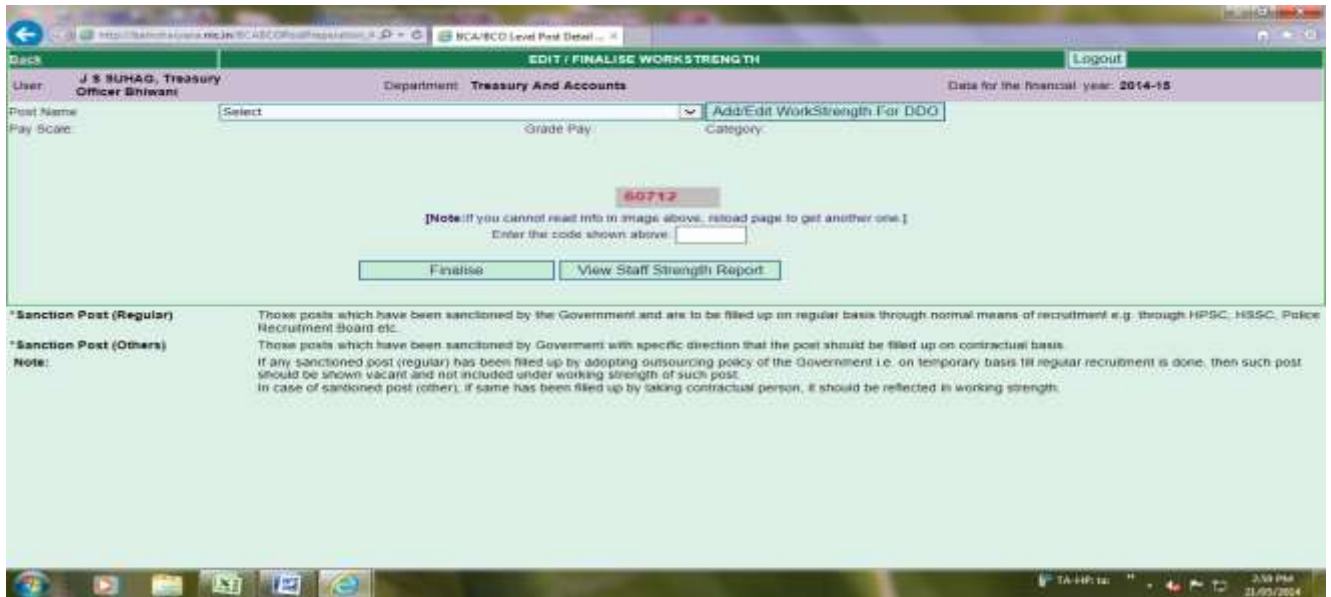 BCA/BCO Level Post Detail ...
Back EDIT / FINALISE WORKSTRENGTH Logout
User: J S SUHAG, Treasury Officer Bhiwani Department: Treasury And Accounts Data for the financial year: 2014-15
Post Name Select Add/Edit WorkStrength For DDO
Pay Scale: Grade Pay: Category:
60712
[Note:If you cannot read info in image above, reload page to get another one.]
Enter the code shown above:
Finalise View Staff Strength Report
*Sanction Post (Regular) Those posts which have been sanctioned by the Government and are to be filled up on regular basis through normal means of recruitment e.g. through HPSC, HSSC, Police
Recruitment Board etc.
*Sanction Post (Others) Those posts which have been sanctioned by Goverment with specific direction that the post should be filled up on contractual basis.
Note: If any sanctioned post (regular) has been filled up by adopting outsourcing policy of the Government i.e. on temporary basis till regular recruitment is done, then such post
should be shown vacant and not included under working strength of such post.
In case of santioned post (other), if same has been filled up by taking contractual person, it should be reflected in working strength.
2:59 PM
21/05/2014